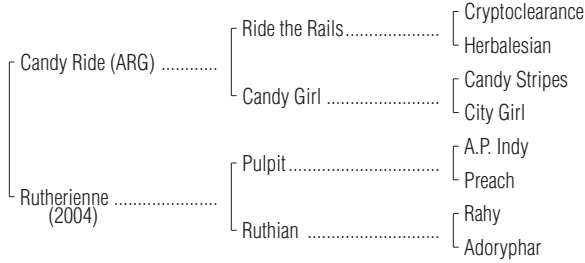 Cryptoclearance
Ride the Rails
Herbalesian
Candy Ride (ARG)
Candy Stripes
Candy Girl
City Girl
A.P. Indy
Pulpit
Preach
Rutherienne
(2004)
Rahy
Ruthian
Adoryphar